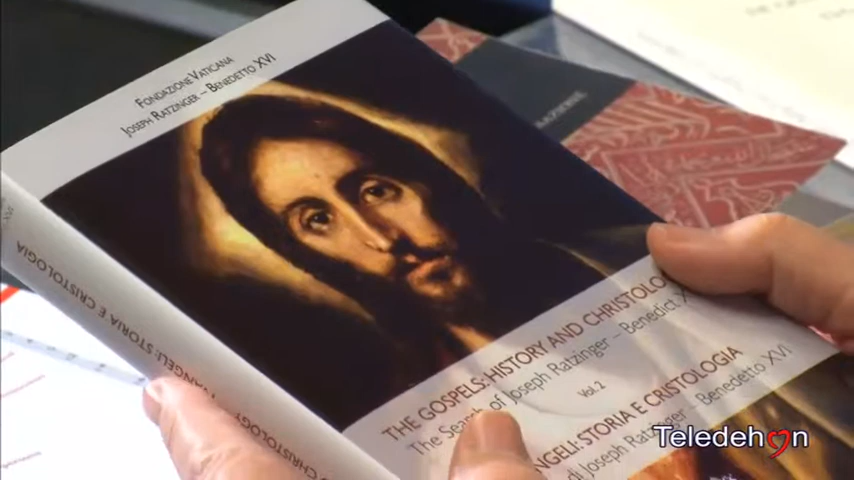 FONDAZIONE VATICANA
JOSEPH RATZINGER – BENEDETTO XVI
THE GOSPELS: HISTORY AND CHRISTOLO
The Search of Joseph Ratzinger – Benedict X
Vol. 2
NGELI: STORIA E CRISTOLOGIA
di Joseph Ratzinger – Benedetto XVI
VANGELI: STORIA E CRISTOLOGIA
Teledehon